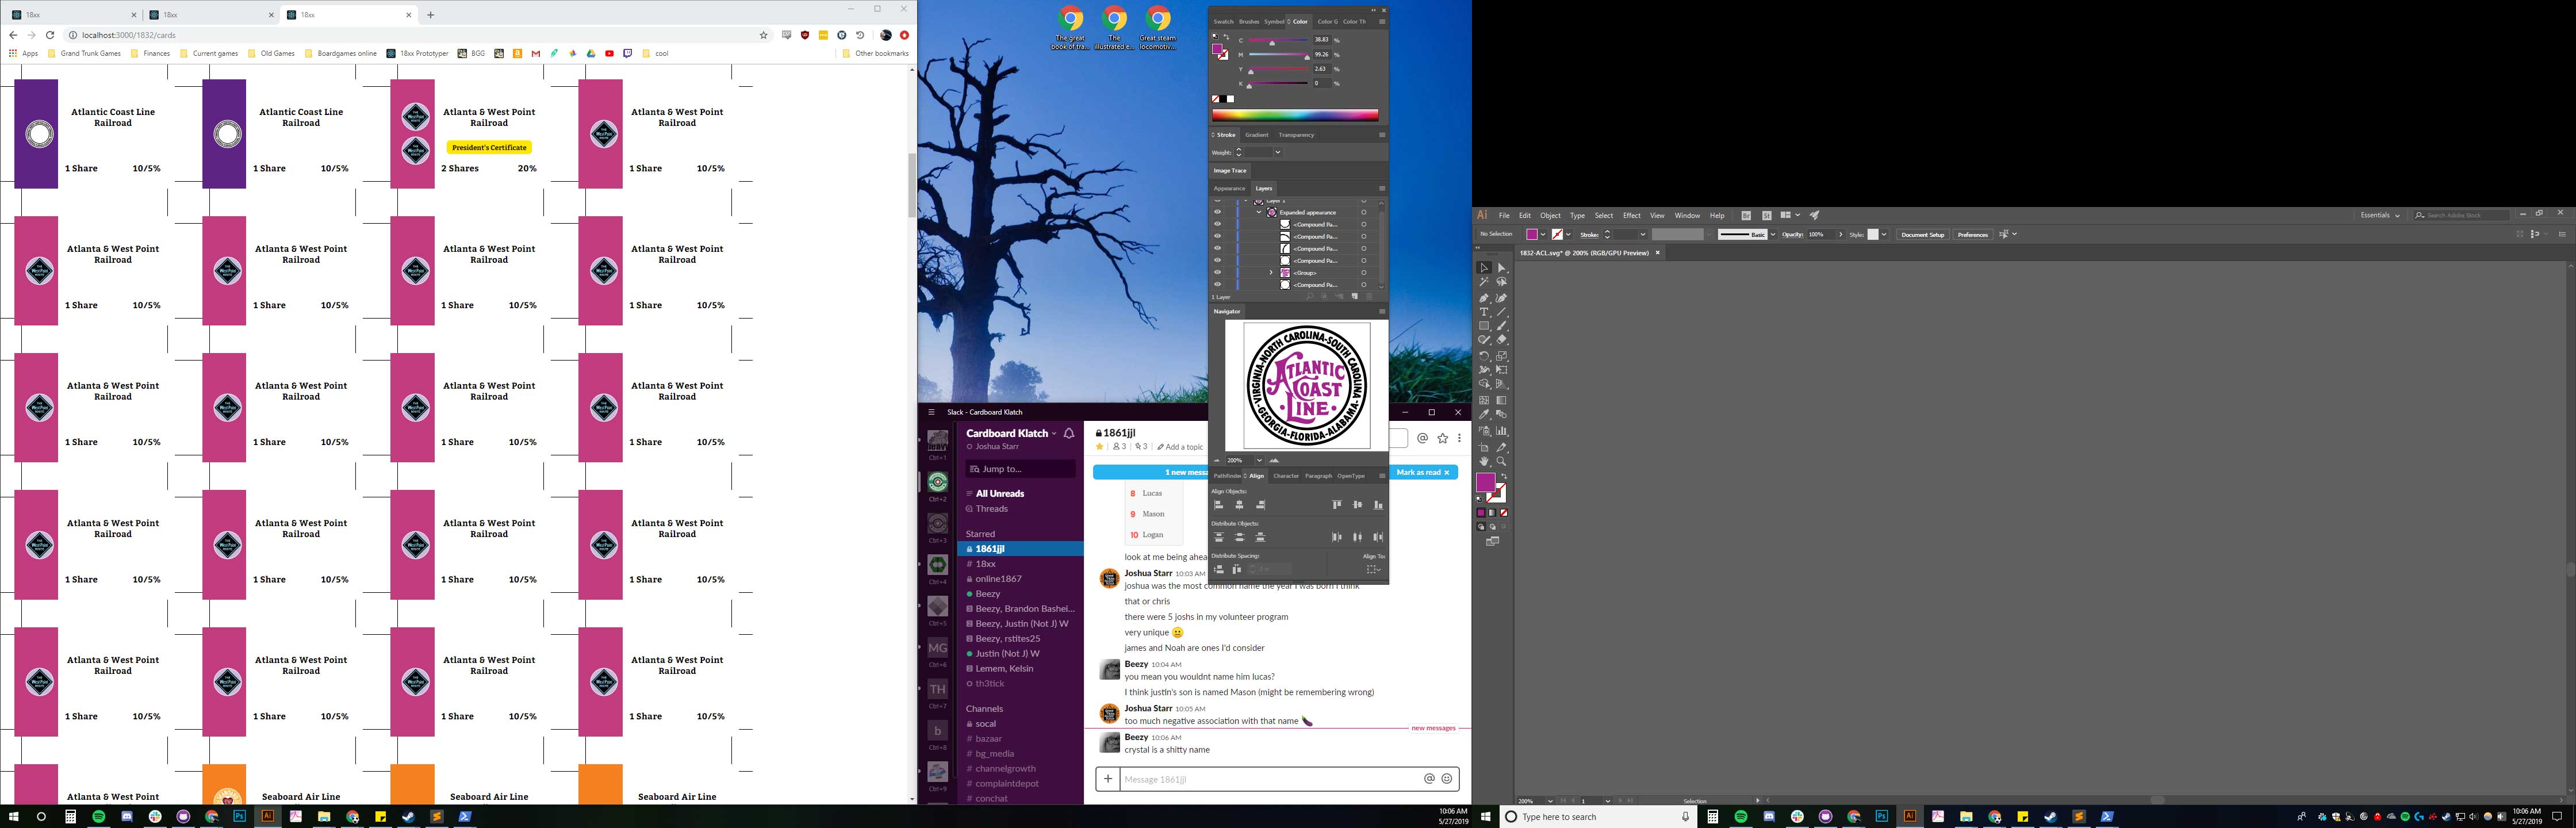 18xx
18xx
18xx
localhost:3000/1832/cards
Apps
Grand Trunk Games
Finances
Current games
Old Games
Boardgames online
18xx Prototyper
BGG
cool
Other bookmarks
Atlantic Coast Line
Railroad
1 Share 10/5%
Atlantic Coast Line
Railroad
1 Share 10/5%
Atlanta & West Point
Railroad
President's Certificate
2 Shares 20%
Atlanta & West Point
Railroad
1 Share 10/5%
Atlanta & West Point
Railroad
1 Share 10/5%
Atlanta & West Point
Railroad
1 Share 10/5%
Atlanta & West Point
Railroad
1 Share 10/5%
Atlanta & West Point
Railroad
1 Share 10/5%
Atlanta & West Point
Railroad
1 Share 10/5%
Atlanta & West Point
Railroad
1 Share 10/5%
Atlanta & West Point
Railroad
1 Share 10/5%
Atlanta & West Point
Railroad
1 Share 10/5%
Atlanta & West Point
Railroad
1 Share 10/5%
Atlanta & West Point
Railroad
1 Share 10/5%
Atlanta & West Point
Railroad
1 Share 10/5%
Atlanta & West Point
Railroad
1 Share 10/5%
Atlanta & West Point
Railroad
1 Share 10/5%
Atlanta & West Point
Railroad
1 Share 10/5%
Atlanta & West Point
Railroad
1 Share 10/5%
Atlanta & West Point
Railroad
1 Share 10/5%
Atlanta & West Point
Seaboard Air Line
Seaboard Air Line
Seaboard Air Line
The great
book of tra...
The
illustrated e...
Great steam
locomotiv...
Swatch Brushes Symbol Color Color G Color Th
C 38.83 %
M 99.26 %
Y 2.63 %
K 0 %
Stroke Gradient Transparency
Weight:
Image Trace
Appearance Layers
Expanded appearance
<Compound Pa...
<Compound Pa...
<Compound Pa...
<Compound Pa...
<Group>
<Compound Pa...
1 Layer
Navigator
VIRGINIA-NORTH CAROLINA-SOUTH CAROLINA
ATLANTIC
COAST
LINE
GEORGIA-FLORIDA-ALABAMA
200%
Pathfinde Align Character Paragraph OpenType
Align Objects:
Distribute Objects:
Distribute Spacing: Align To:
Slack - Cardboard Klatch
Cardboard Klatch
Joshua Starr
Jump to...
All Unreads
Threads
Starred
1861jjl
# 18xx
online1867
Beezy
Beezy, Brandon Bashei...
Beezy, Justin (Not J) W
Beezy, rstites25
Justin (Not J) W
Lemem, Kelsin
th3tick
Channels
socal
# bazaar
# bg_media
# channelgrowth
# complaintdepot
# conchat
Ctrl+1
Ctrl+2
Ctrl+3
Ctrl+4
Ctrl+5
MG
Ctrl+6
TH
Ctrl+7
b
Ctrl+8
Ctrl+9
1861jjl
3 3 Add a topic
1 new messa
Mark as read
8 Lucas
9 Mason
10 Logan
look at me being ahea
Joshua Starr 10:03 AM
joshua was the most common name the year I was born I think
that or chris
there were 5 joshs in my volunteer program
very unique
james and Noah are ones I'd consider
Beezy 10:04 AM
you mean you wouldnt name him lucas?
I think justin's son is named Mason (might be remembering wrong)
Joshua Starr 10:05 AM
too much negative association with that name
new messages
Beezy 10:06 AM
crystal is a shitty name
Message 1861jjl
10:06 AM
5/27/2019
Ai File Edit Object Type Select Effect View Window Help Br St
Essentials
Search Adobe Stock
No Selection
Stroke:
Basic
Opacity: 100%
Style:
Document Setup
Preferences
1832-ACL.svg* @ 200% (RGB/GPU Preview)
200%
1
Selection
Type here to search
10:06 AM
5/27/2019